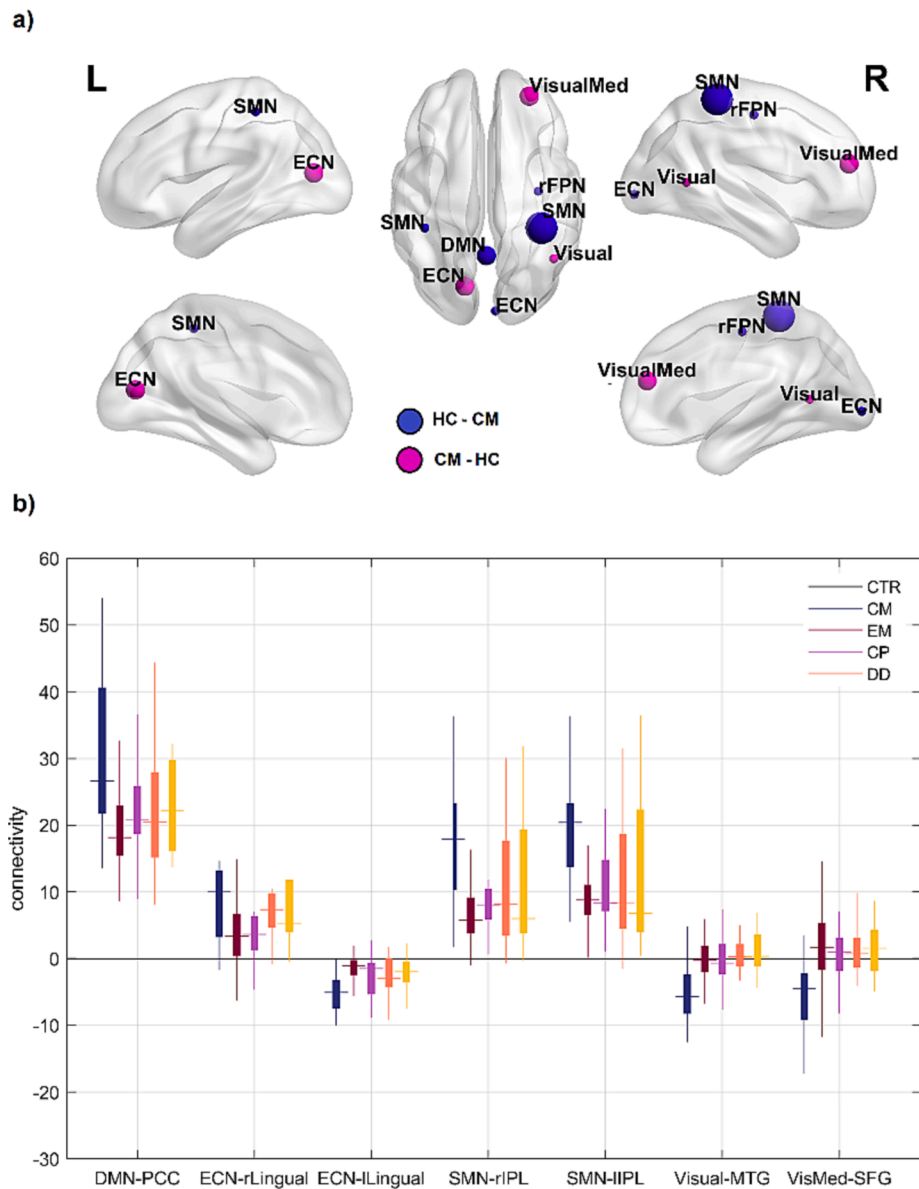 a)
L
R
VisualMed
SMN
SMN
rFPN
VisualMed
ECN
rFPN
SMN
Visual
ECN
SMN
DMN
Visual
ECN
ECN
SMN
SMN
rFPN
VisualMed
ECN
Visual
ECN
HC - CM
CM - HC
b)
60
50
40
30
20
10
0
-10
-20
-30
connectivity
CTR
CM
EM
CP
DD
DMN-PCC ECN-rLingual ECN-lLingual SMN-rIPL SMN-lIPL Visual-MTG VisMed-SFG